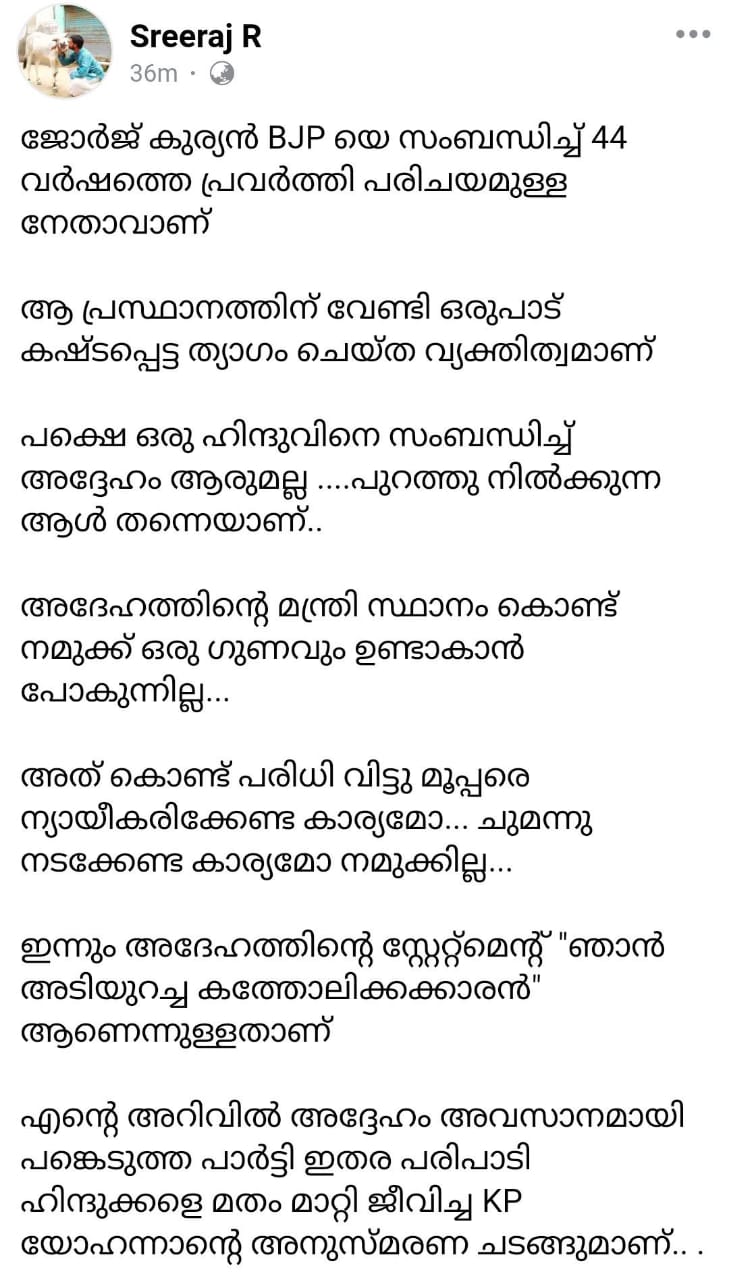 Sreeraj R
36m ·
ജോർജ് കുര്യൻ BJP യെ സംബന്ധിച്ച് 44
വർഷത്തെ പ്രവർത്തി പരിചയമുള്ള
നേതാവാണ്
ആ പ്രസ്ഥാനത്തിന് വേണ്ടി ഒരുപാട്
കഷ്ടപ്പെട്ട ത്യാഗം ചെയ്ത വ്യക്തിത്വമാണ്
പക്ഷെ ഒരു ഹിന്ദുവിനെ സംബന്ധിച്ച്
അദ്ദേഹം ആരുമല്ല ....പുറത്തു നിൽക്കുന്ന
ആൾ തന്നെയാണ്..
അദേഹത്തിന്റെ മന്ത്രി സ്ഥാനം കൊണ്ട്
നമുക്ക് ഒരു ഗുണവും ഉണ്ടാകാൻ
പോകുന്നില്ല...
അത് കൊണ്ട് പരിധി വിട്ടു മൂപ്പരെ
ന്യായീകരിക്കേണ്ട കാര്യമോ... ചുമന്നു
നടക്കേണ്ട കാര്യമോ നമുക്കില്ല...
ഇന്നും അദേഹത്തിന്റെ സ്റ്റേറ്റ്മെന്റ് "ഞാൻ
അടിയുറച്ച കത്തോലിക്കക്കാരൻ"
ആണെന്നുള്ളതാണ്
എന്റെ അറിവിൽ അദ്ദേഹം അവസാനമായി
പങ്കെടുത്ത പാർട്ടി ഇതര പരിപാടി
ഹിന്ദുക്കളെ മതം മാറ്റി ജീവിച്ച KP
യോഹന്നാന്റെ അനുസ്മരണ ചടങ്ങുമാണ്.. .